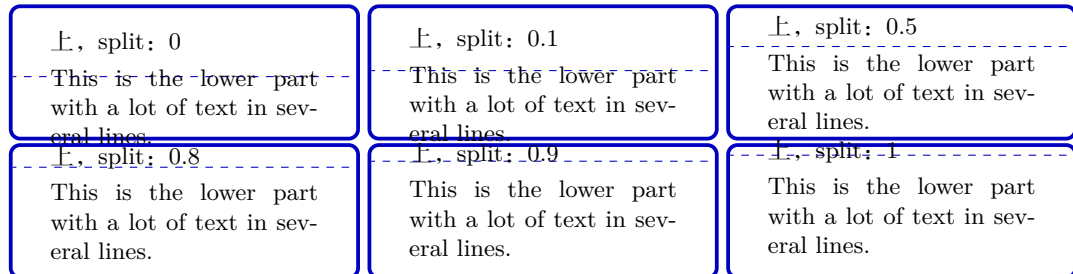 上，split：0
This is the lower part
with a lot of text in sev-
eral lines.
上，split：0.1
This is the lower part
with a lot of text in sev-
eral lines.
上，split：0.5
This is the lower part
with a lot of text in sev-
eral lines.
上，split：0.8
This is the lower part
with a lot of text in sev-
eral lines.
上，split：0.9
This is the lower part
with a lot of text in sev-
eral lines.
上，split：1
This is the lower part
with a lot of text in sev-
eral lines.